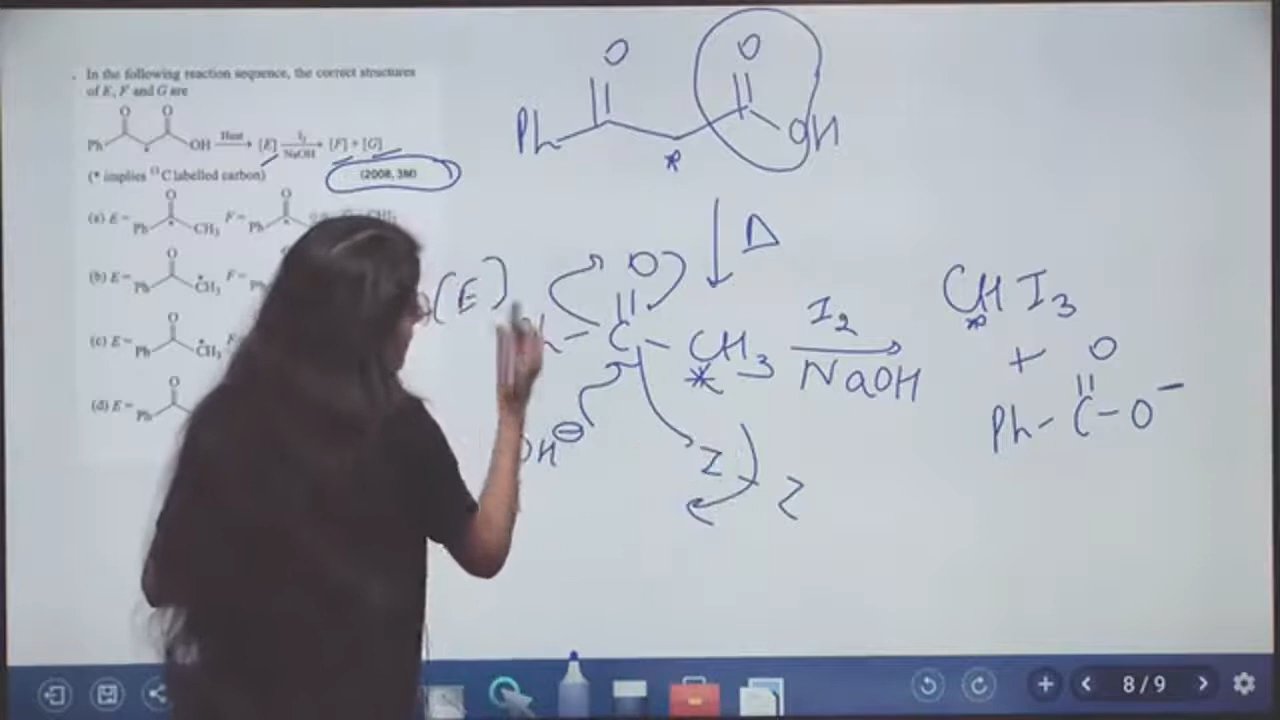 . In the following reaction sequence, the correct structures
of E, F and G are
O O
Ph * OH Heat [E] I2 NaOH [F] + [G]
(* implies 13C labelled carbon) (2008, 3M)
(a) E = Ph O * CH3 F = Ph O * CHI3
(b) E = Ph O *CH3 F =
(c) E = Ph O *CH3 F
(d) E = Ph O
O O
Ph * OH
Δ
(E)
O
C - CH3 *
I2
NaOH
CHI3 *
+
O
Ph - C - O-
OH⊖
I
I
8 / 9